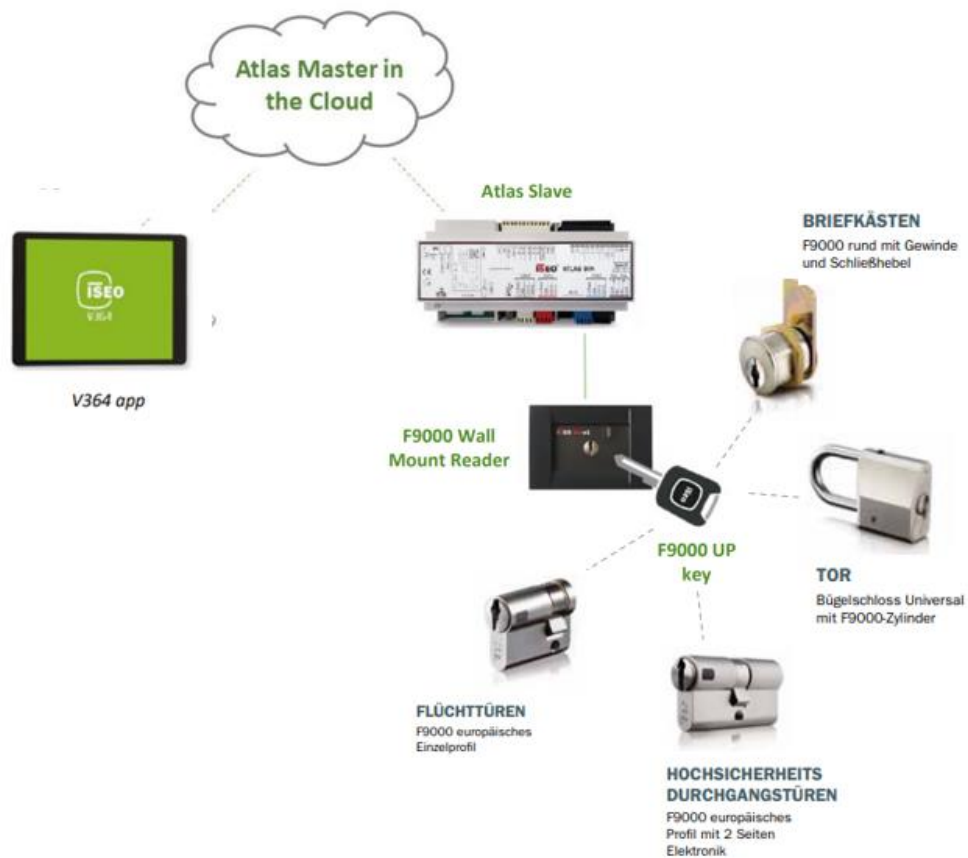 Atlas Master in
the Cloud
Atlas Slave
iSEO
V364
V364 app
iSEO
BRIEFKÄSTEN
F9000 rund mit Gewinde
und Schließhebel
F9000 Wall
Mount Reader
iseo
F9000 UP
key
TOR
Bügelschloss Universal
mit F9000-Zylinder
FLÜCHTTÜREN
F9000 europäisches
Einzelprofil
HOCHSICHERHEITS
DURCHGANGSTÜREN
F9000 europäisches
Profil mit 2 Seiten
Elektronik